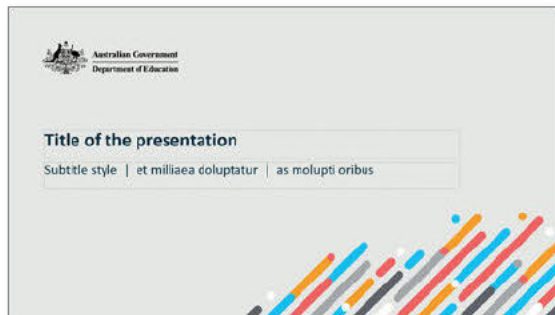 Australian Government
Department of Education
Title of the presentation
Subtitle style | et milliaea doluptatur | as molupti oribus